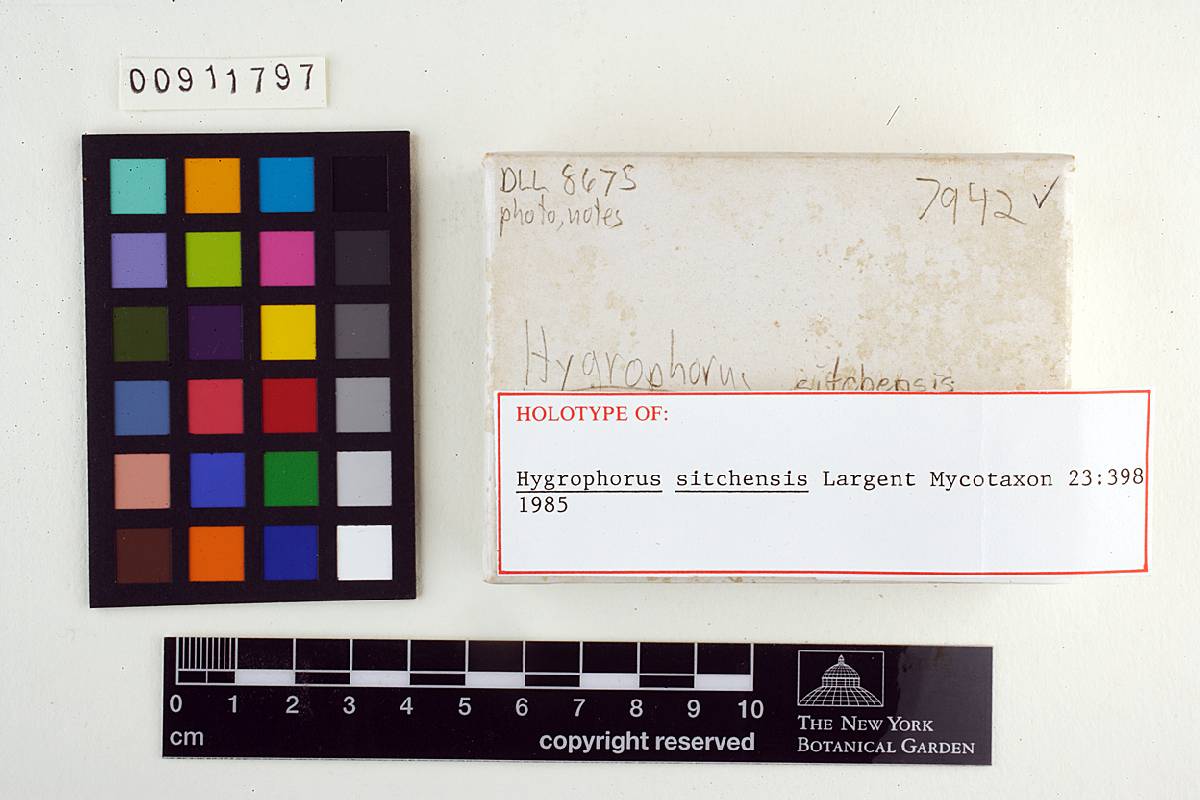 00911797
DLL 8675
photo, notes
7942 ✓
Hygrophorus sitchensis
HOLOTYPE OF:
Hygrophorus sitchensis Largent Mycotaxon 23:398
1985
0 1 2 3 4 5 6 7 8 9 10
cm
copyright reserved
THE NEW YORK
BOTANICAL GARDEN